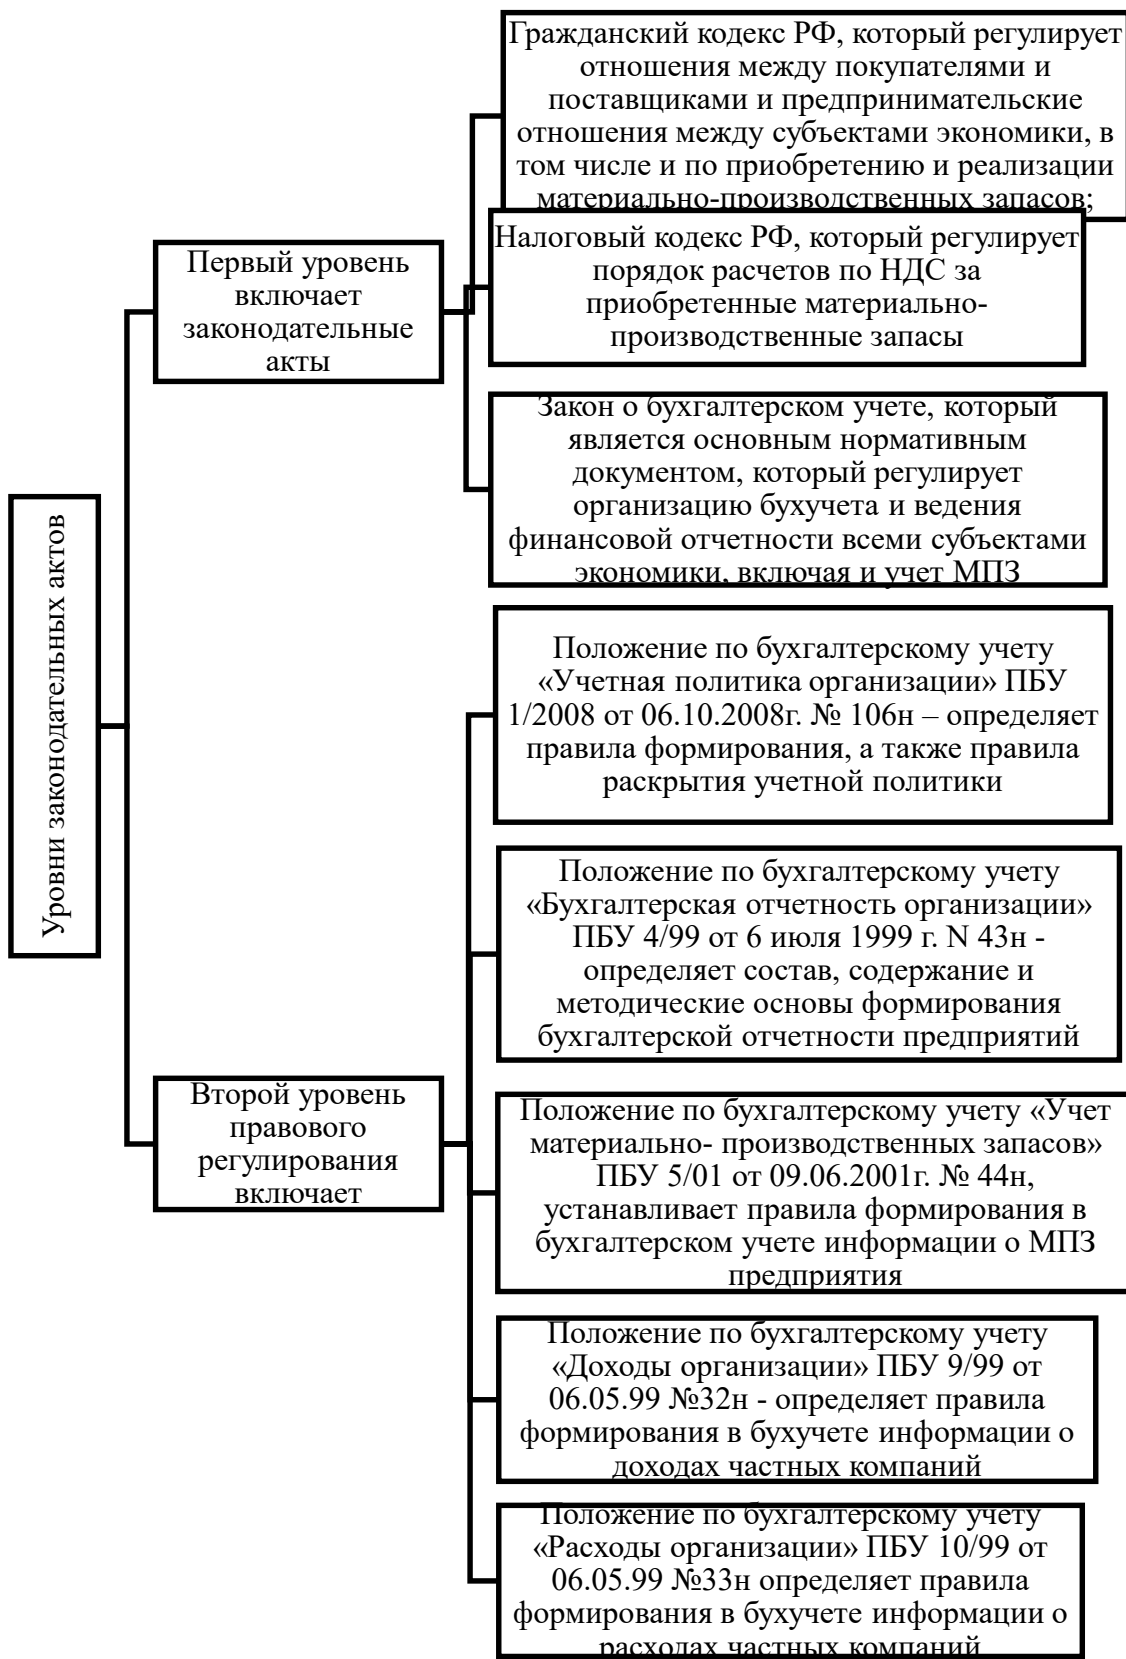 Уровни законодательных актов
Первый уровень
включает
законодательные
акты
Гражданский кодекс РФ, который регулирует
отношения между покупателями и
поставщиками и предпринимательские
отношения между субъектами экономики, в
том числе и по приобретению и реализации
материально-производственных запасов;
Налоговый кодекс РФ, который регулирует
порядок расчетов по НДС за
приобретенные материально-
производственные запасы
Закон о бухгалтерском учете, который
является основным нормативным
документом, который регулирует
организацию бухучета и ведения
финансовой отчетности всеми субъектами
экономики, включая и учет МПЗ
Второй уровень
правового
регулирования
включает
Положение по бухгалтерскому учету
«Учетная политика организации» ПБУ
1/2008 от 06.10.2008г. № 106н – определяет
правила формирования, а также правила
раскрытия учетной политики
Положение по бухгалтерскому учету
«Бухгалтерская отчетность организации»
ПБУ 4/99 от 6 июля 1999 г. N 43н -
определяет состав, содержание и
методические основы формирования
бухгалтерской отчетности предприятий
Положение по бухгалтерскому учету «Учет
материально- производственных запасов»
ПБУ 5/01 от 09.06.2001г. № 44н,
устанавливает правила формирования в
бухгалтерском учете информации о МПЗ
предприятия
Положение по бухгалтерскому учету
«Доходы организации» ПБУ 9/99 от
06.05.99 №32н - определяет правила
формирования в бухучете информации о
доходах частных компаний
Положение по бухгалтерскому учету
«Расходы организации» ПБУ 10/99 от
06.05.99 №33н определяет правила
формирования в бухучете информации о
расходах частных компаний